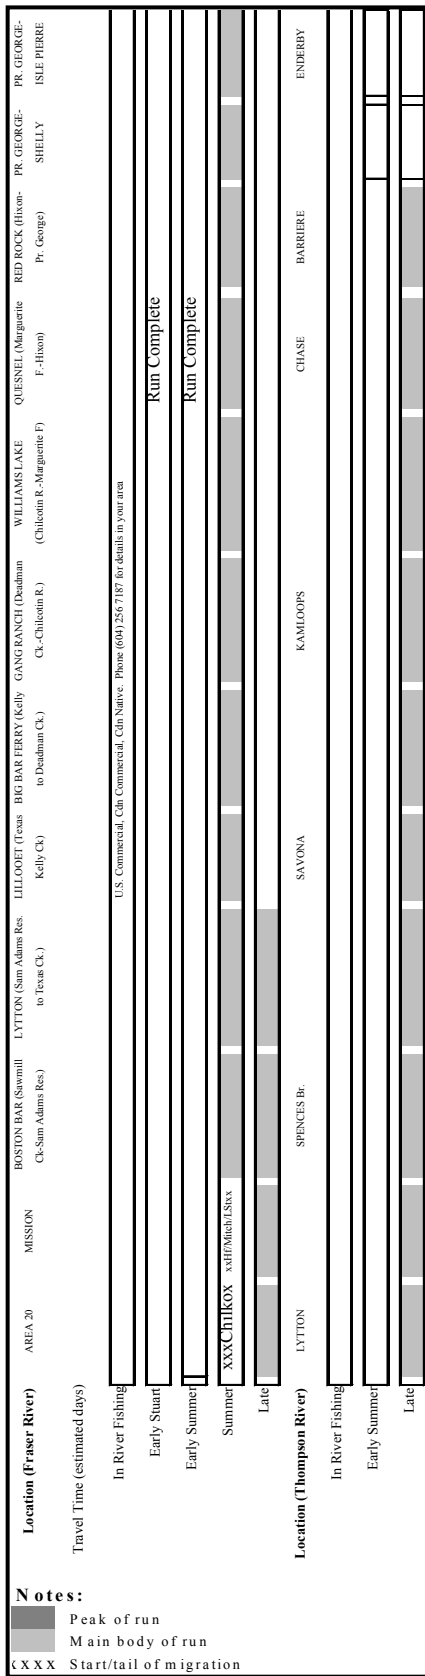 Location (Fraser River) AREA 20 MISSION BOSTON BAR (Sawmill LYTTON (Sam Adams Res. LILLOOET (Texas BIG BAR FERRY (Kelly GANG RANCH (Deadman WILLIAMS LAKE QUESNEL (Marguerite RED ROCK (Hixon- PR. GEORGE- PR. GEORGE-
Ck-Sam Adams Res.) to Texas Ck.) Kelly Ck) to Deadman Ck.) Ck.-Chilcotin R.) (Chilcotin R.-Marguerite F) F.-Hixon) Pr. George) SHELLY ISLE PIERRE
Travel Time (estimated days)
In River Fishing U.S. Commercial, Cdn Commercial, Cdn Native. Phone (604) 256 7187 for details in your area
Early Stuart Run Complete
Early Summer Run Complete
Summer xxxChilkox xxHf/Mitch/LStxx
Late
Location (Thompson River) LYTTON SPENCES Br. SAVONA KAMLOOPS CHASE BARRIERE ENDERBY
In River Fishing
Early Summer
Late
Notes:
Peak of run
Main body of run
xxxx Start/tail of migration